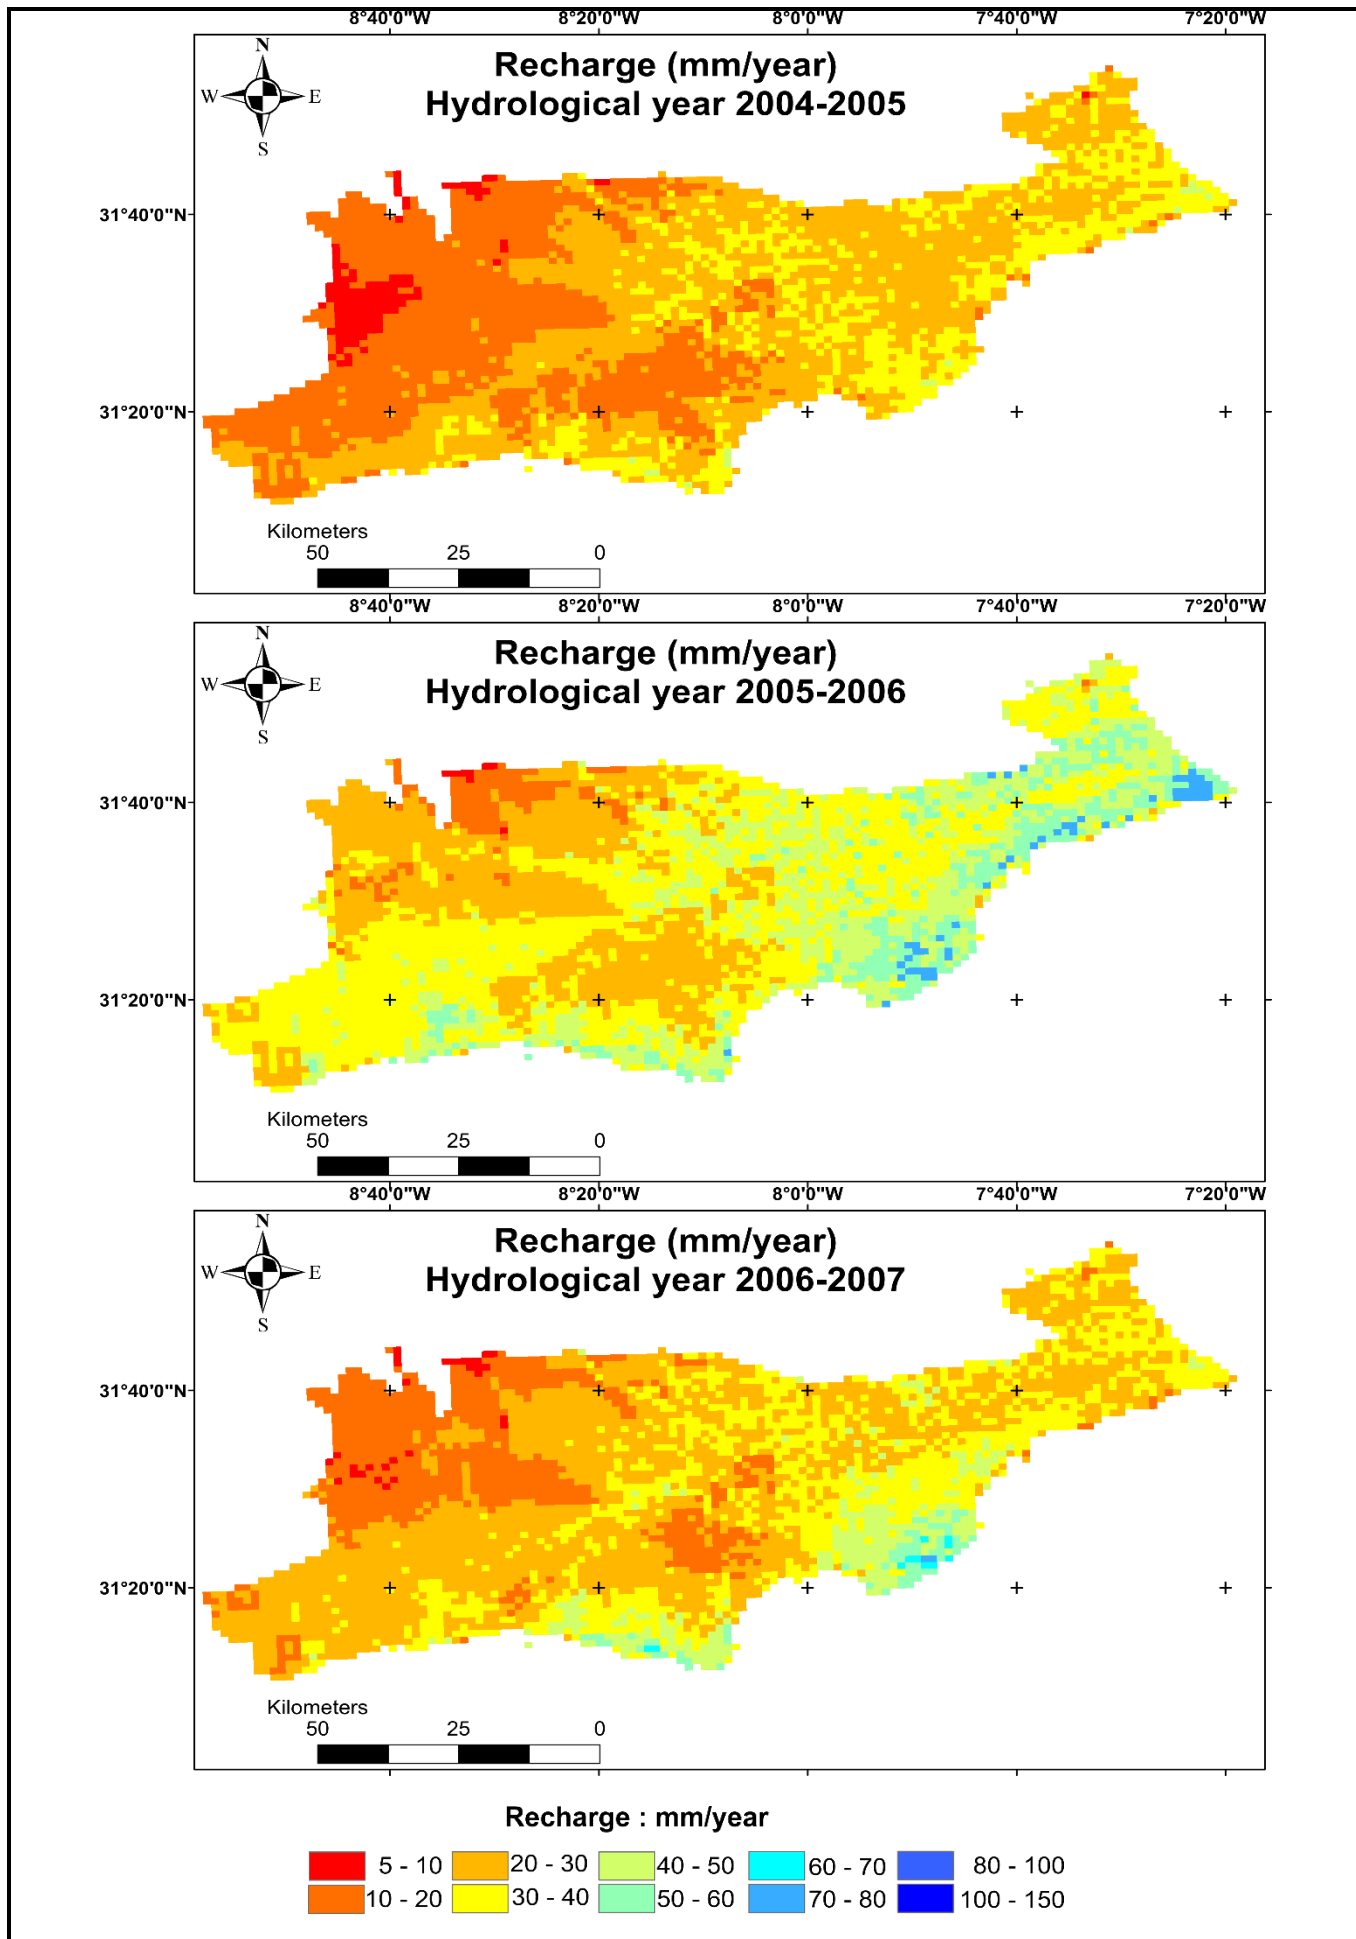 8°40'0"W 8°20'0"W 8°0'0"W 7°40'0"W 7°20'0"W
Recharge (mm/year)
Hydrological year 2004-2005
N
W E
S
31°40'0"N
31°20'0"N
Kilometers
50 25 0
8°40'0"W 8°20'0"W 8°0'0"W 7°40'0"W 7°20'0"W
Recharge (mm/year)
Hydrological year 2005-2006
N
W E
S
31°40'0"N
31°20'0"N
Kilometers
50 25 0
8°40'0"W 8°20'0"W 8°0'0"W 7°40'0"W 7°20'0"W
Recharge (mm/year)
Hydrological year 2006-2007
N
W E
S
31°40'0"N
31°20'0"N
Kilometers
50 25 0
Recharge : mm/year
5 - 10 20 - 30 40 - 50 60 - 70 80 - 100
10 - 20 30 - 40 50 - 60 70 - 80 100 - 150